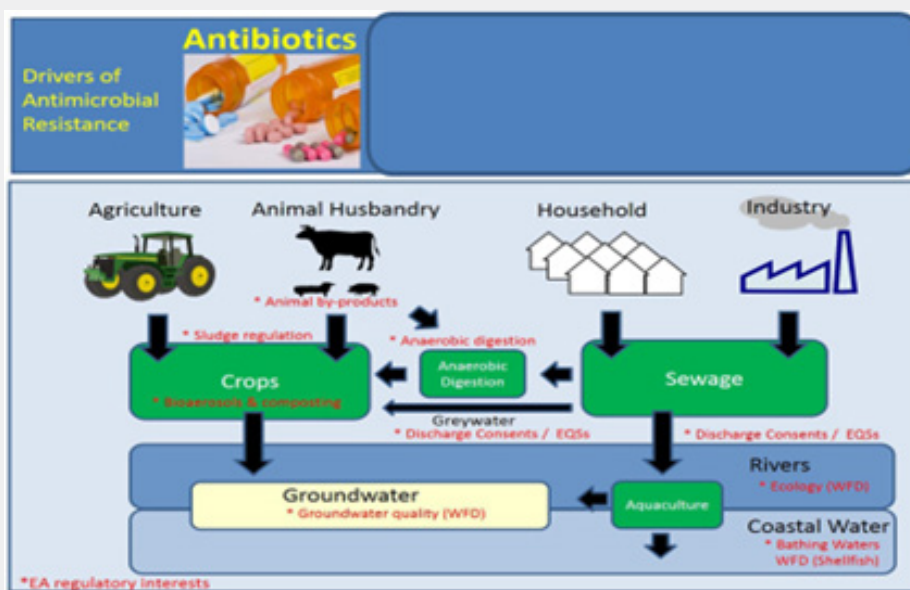 Antibiotics
Drivers of
Antimicrobial
Resistance
Agriculture
Animal Husbandry
Household
Industry
* Animal by-products
* Sludge regulation
* Anaerobic digestion
Crops
* Bioaerosols & composting
Anaerobic
Digestion
Sewage
Greywater
* Discharge Consents / EQSs
* Discharge Consents / EQSs
Rivers
* Ecology (WFD)
Groundwater
* Groundwater quality (WFD)
Aquaculture
Coastal Water
* Bathing Waters
WFD (Shellfish)
*EA regulatory interests